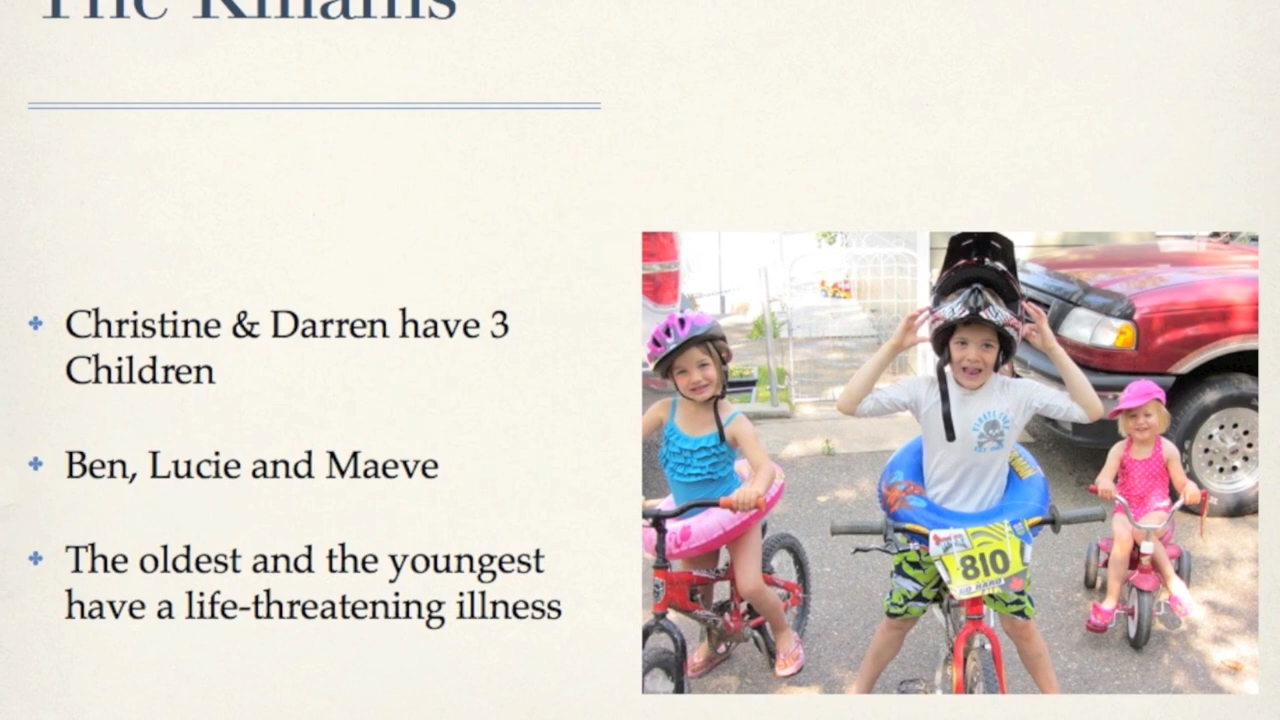 The Killams
Christine & Darren have 3
Children
Ben, Lucie and Maeve
The oldest and the youngest
have a life-threatening illness
810